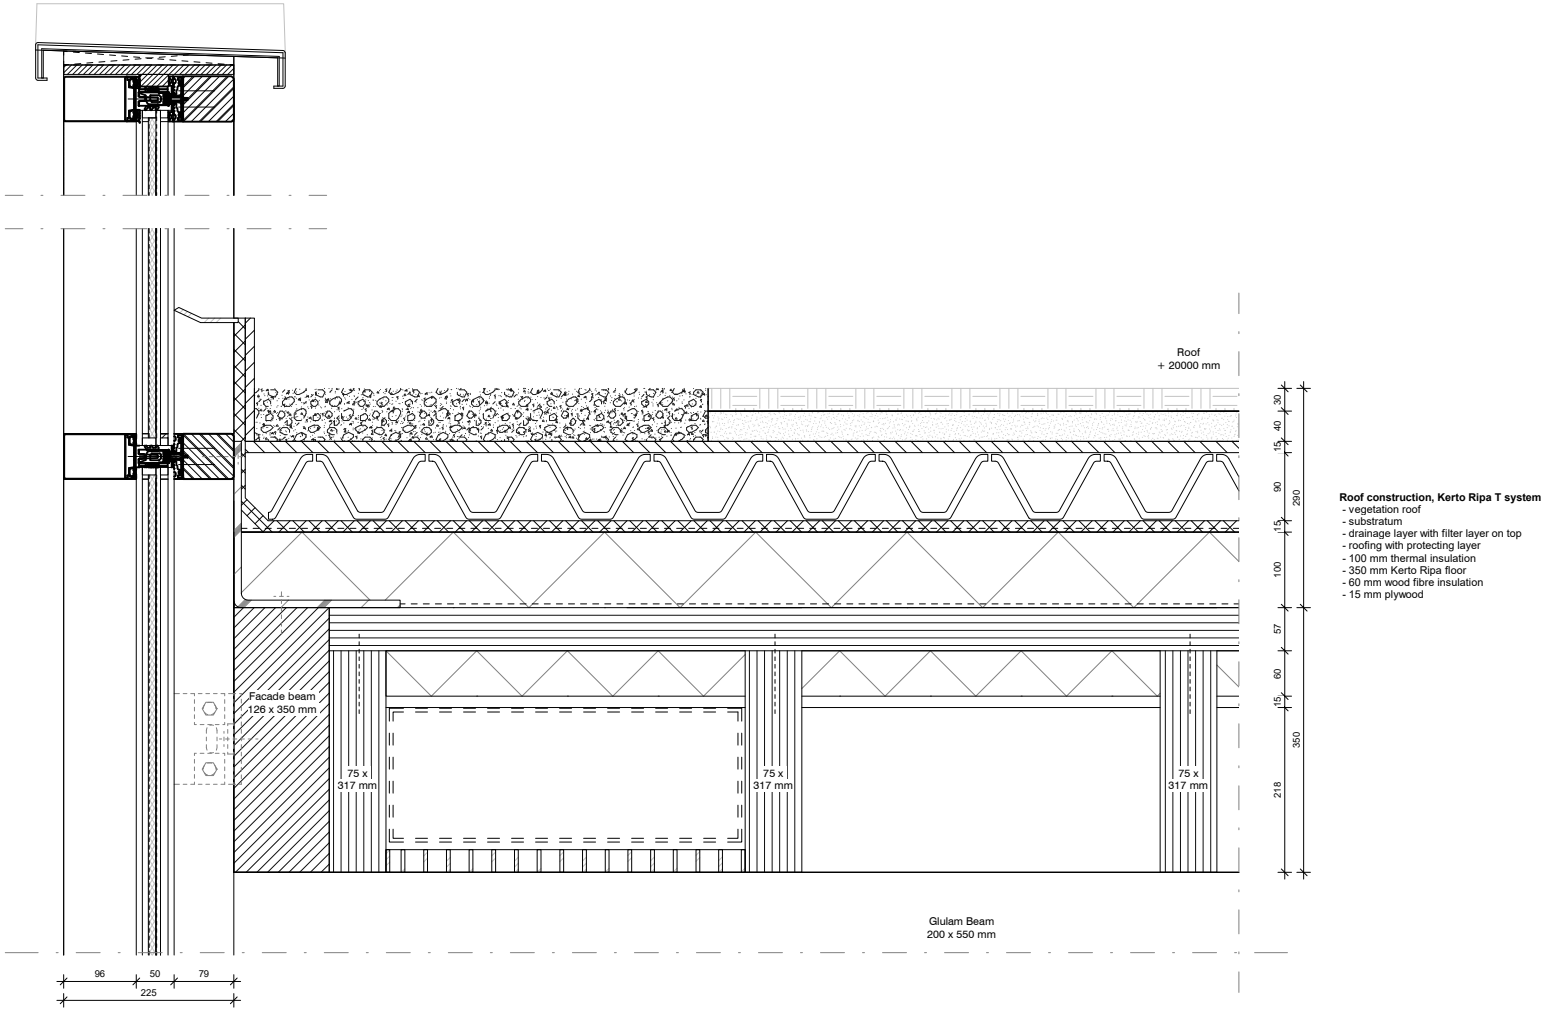 Roof
+ 20000 mm
30
40
15
90
15
100
290
57
60
15
218
350
Roof construction, Kerto Ripa T system
- vegetation roof
- substratum
- drainage layer with filter layer on top
- roofing with protecting layer
- 100 mm thermal insulation
- 350 mm Kerto Ripa floor
- 60 mm wood fibre insulation
- 15 mm plywood
Facade beam
126 x 350 mm
75 x
317 mm
75 x
317 mm
75 x
317 mm
Glulam Beam
200 x 550 mm
96
50
79
225